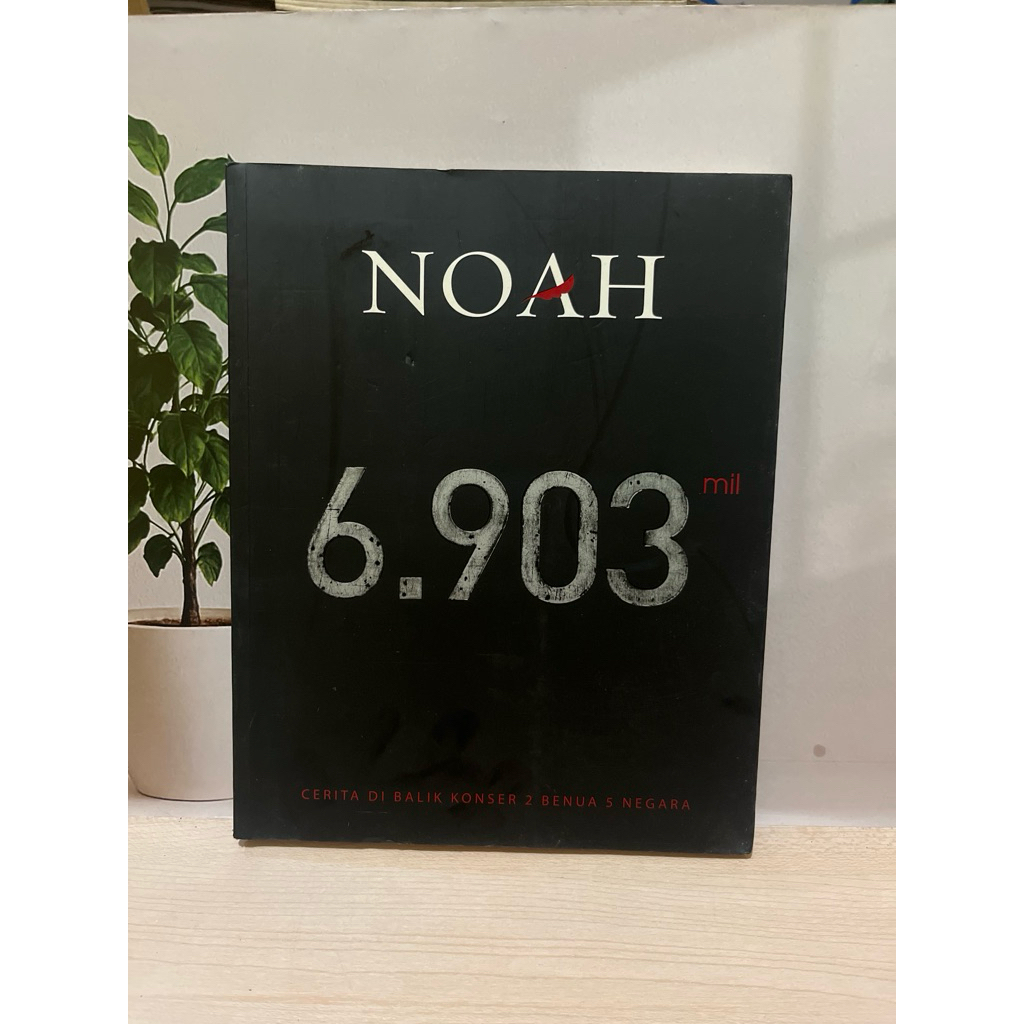 NOAH
6.903 mil
CERITA DI BALIK KONSER 2 BENUA 5 NEGARA